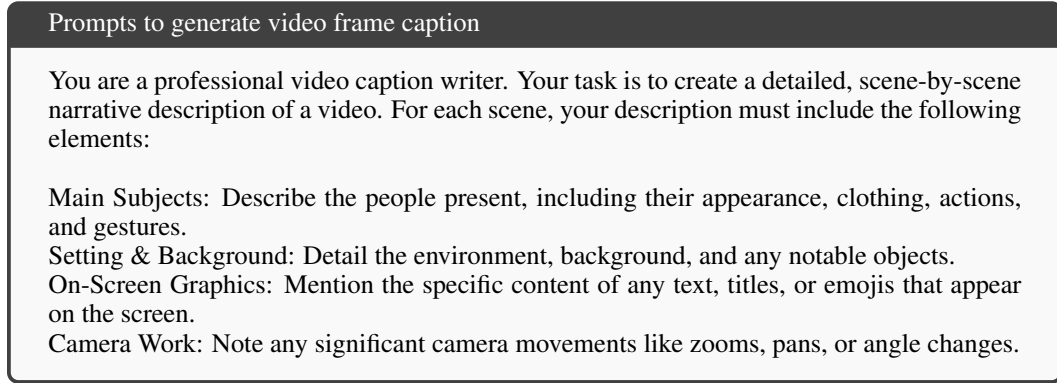 Prompts to generate video frame caption
You are a professional video caption writer. Your task is to create a detailed, scene-by-scene
narrative description of a video. For each scene, your description must include the following
elements:
Main Subjects: Describe the people present, including their appearance, clothing, actions,
and gestures.
Setting & Background: Detail the environment, background, and any notable objects.
On-Screen Graphics: Mention the specific content of any text, titles, or emojis that appear
on the screen.
Camera Work: Note any significant camera movements like zooms, pans, or angle changes.